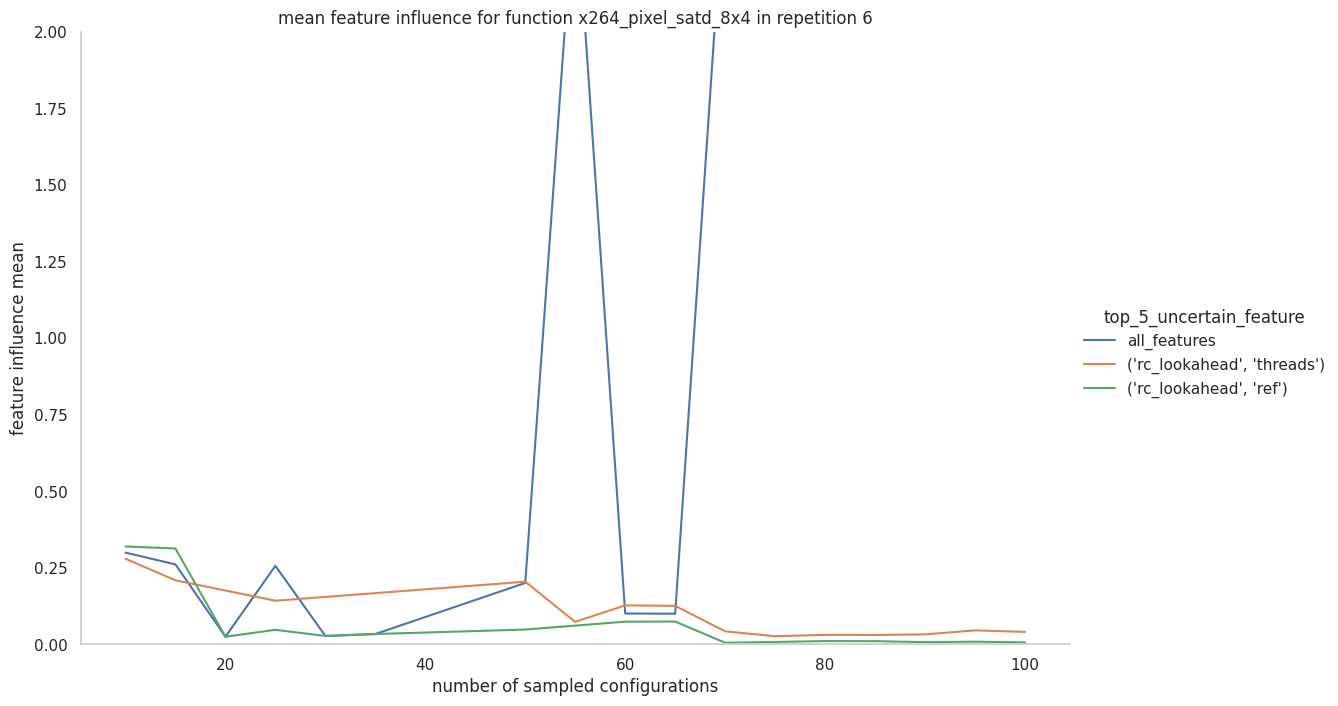 mean feature influence for function x264_pixel_satd_8x4 in repetition 6
2.00
1.75
1.50
1.25
1.00
0.75
0.50
0.25
0.00
feature influence mean
20
40
60
80
100
number of sampled configurations
top_5_uncertain_feature
all_features
('rc_lookahead', 'threads')
('rc_lookahead', 'ref')